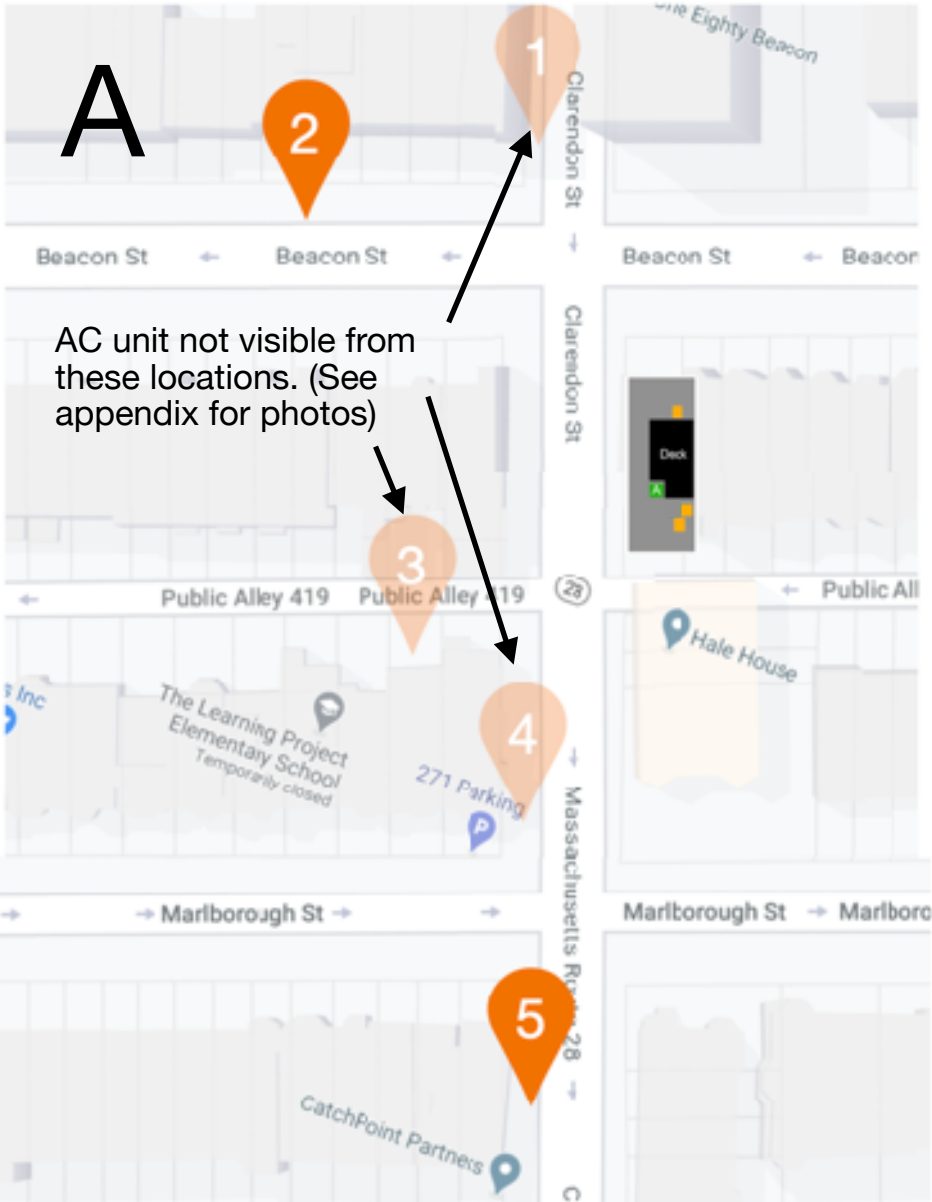 One Eighty Beacon
A
1
2
Clarendon St
Beacon St
Beacon St
Beacon St
Beacon
AC unit not visible from
these locations. (See
appendix for photos)
Clarendon St
Deck
A
3
Public Alley 419
Public Alley 419
28
Public All
Hale House
s Inc
The Learning Project
Elementary School
Temporarily closed
4
271 Parking
P
Massachusetts Route 28
Marlborough St
Marlborough St
Marlborc
5
CatchPoint Partners
C